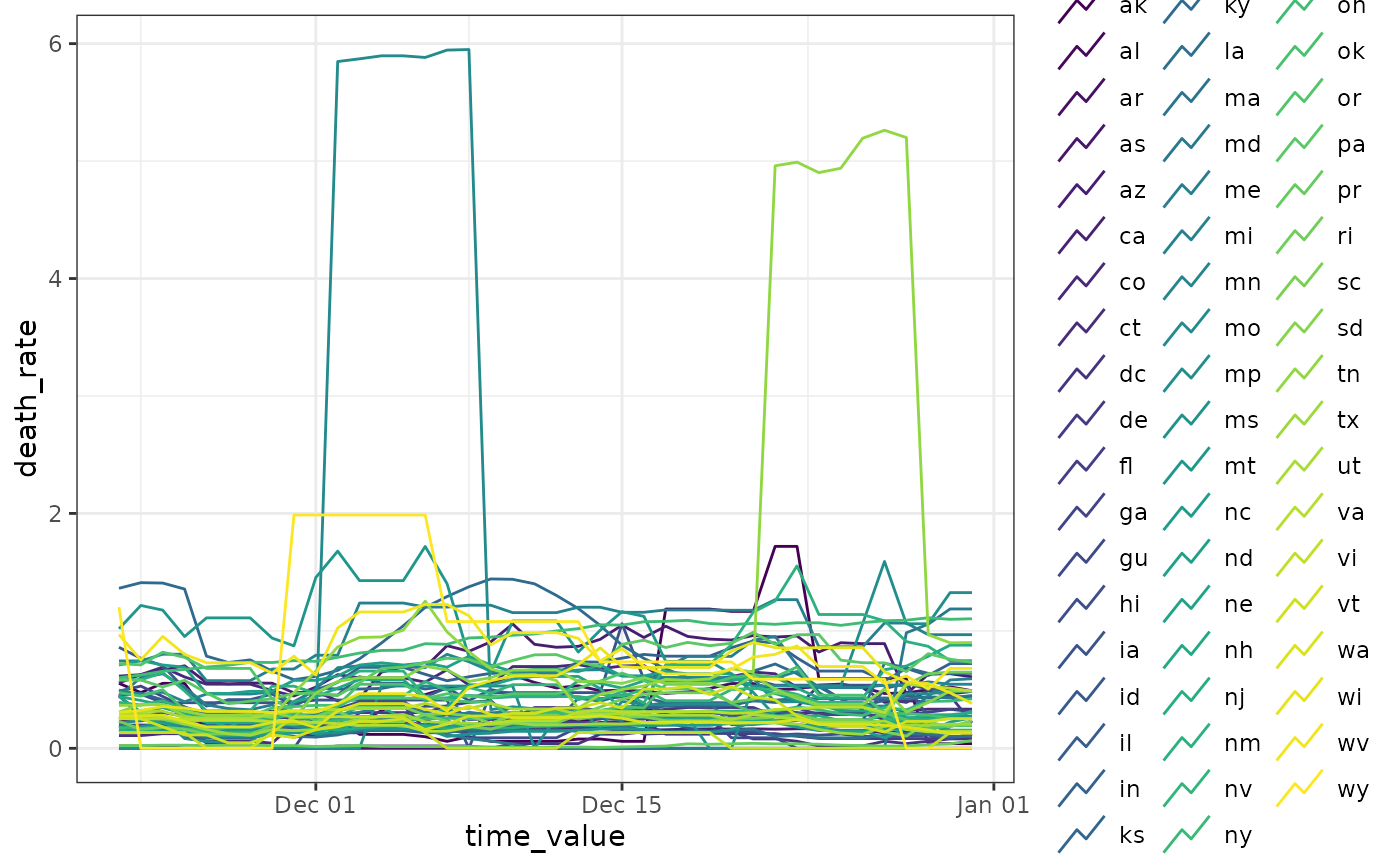 6
4
2
0
death_rate
Dec 01
Dec 15
Jan 01
time_value
ak
al
ar
as
az
ca
co
ct
dc
de
fl
ga
gu
hi
ia
id
il
in
ks
ky
la
ma
md
me
mi
mn
mo
mp
ms
mt
nc
nd
ne
nh
nj
nm
nv
ny
oh
ok
or
pa
pr
ri
sc
sd
tn
tx
ut
va
vi
vt
wa
wi
wv
wy